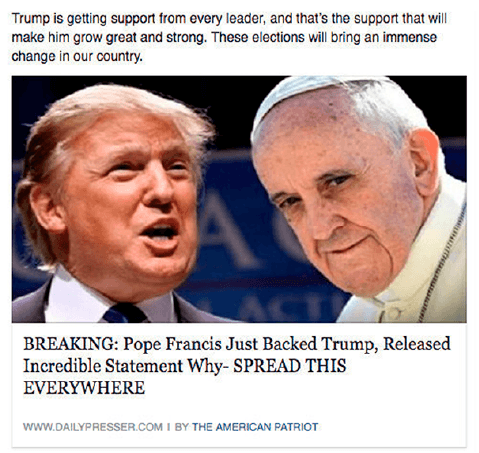 Trump is getting support from every leader, and that's the support that will
make him grow great and strong. These elections will bring an immense
change in our country.
BREAKING: Pope Francis Just Backed Trump, Released
Incredible Statement Why- SPREAD THIS
EVERYWHERE
WWW.DAILYPRESSER.COM I BY THE AMERICAN PATRIOT